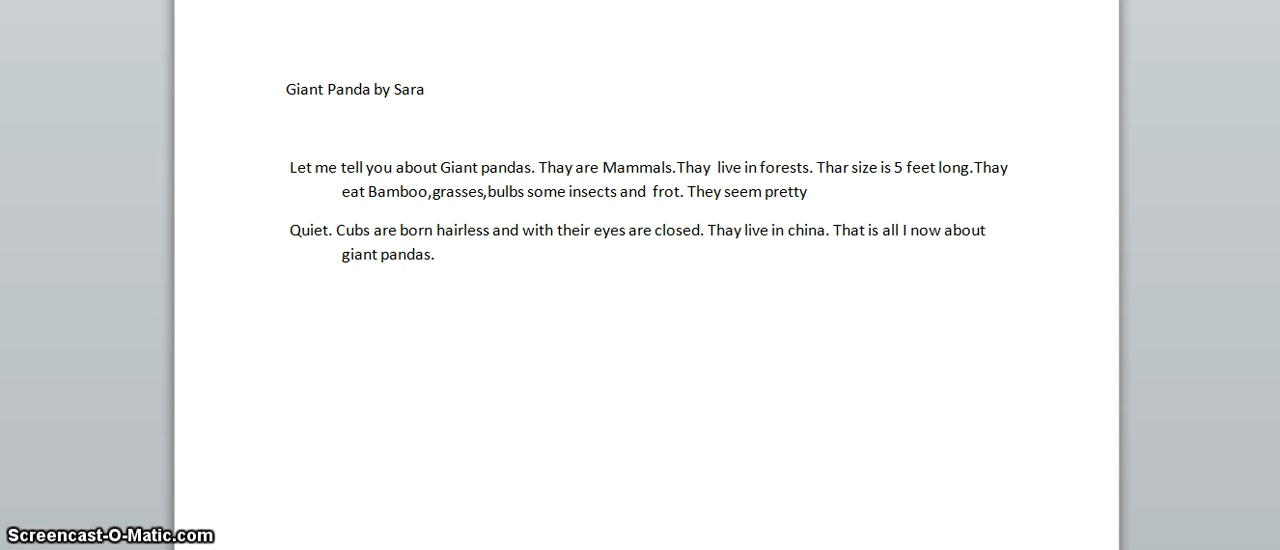 Giant Panda by Sara
Let me tell you about Giant pandas. Thay are Mammals.Thay  live in forests. Thar size is 5 feet long.Thay
eat Bamboo,grasses,bulbs some insects and  frot. They seem pretty
Quiet. Cubs are born hairless and with their eyes are closed. Thay live in china. That is all I now about
giant pandas.
Screencast-O-Matic.com